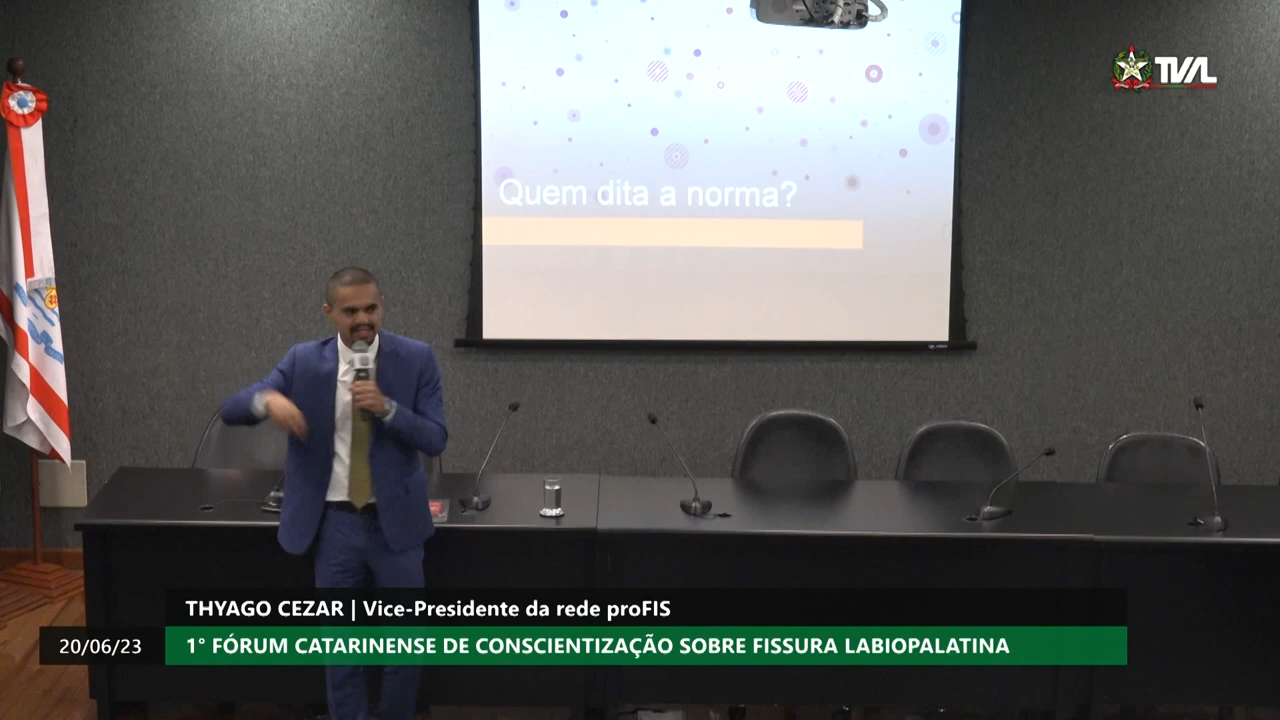 TVAL
Quem dita a norma?
THYAGO CEZAR | Vice-Presidente da rede proFIS
20/06/23
1° FÓRUM CATARINENSE DE CONSCIENTIZAÇÃO SOBRE FISSURA LABIOPALATINA